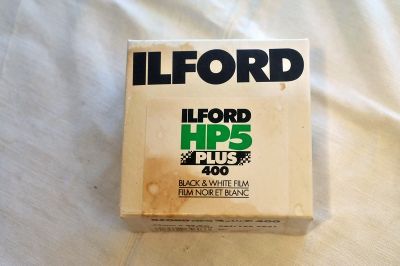 ILFORD
ILFORD
HP5
PLUS
400
BLACK & WHITE FILM
FILM NOIR ET BLANC